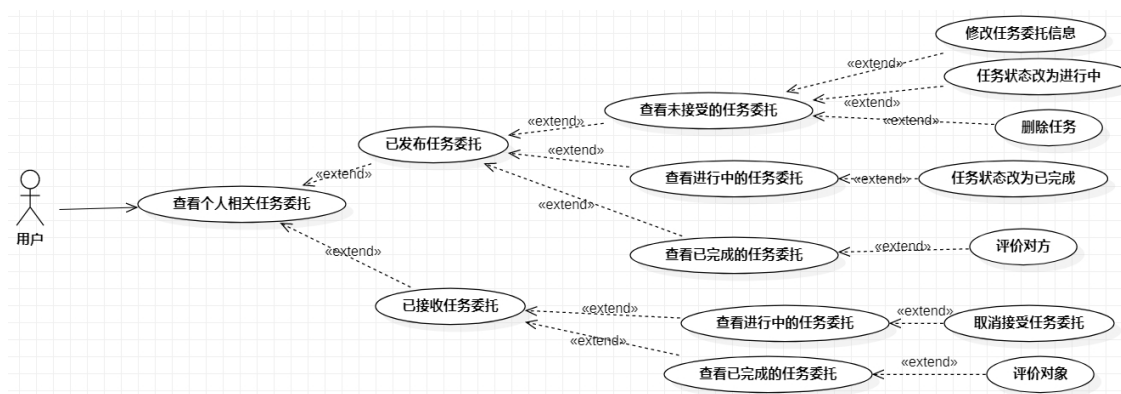 修改任务委托信息
«extend»
任务状态改为进行中
«extend»
查看未接受的任务委托
«extend»
删除任务
«extend»
已发布任务委托
«extend»
«extend»
查看进行中的任务委托
«extend»
任务状态改为已完成
«extend»
查看个人相关任务委托
用户
«extend»
查看已完成的任务委托
«extend»
评价对方
«extend»
已接收任务委托
«extend»
查看进行中的任务委托
«extend»
取消接受任务委托
«extend»
查看已完成的任务委托
«extend»
评价对象